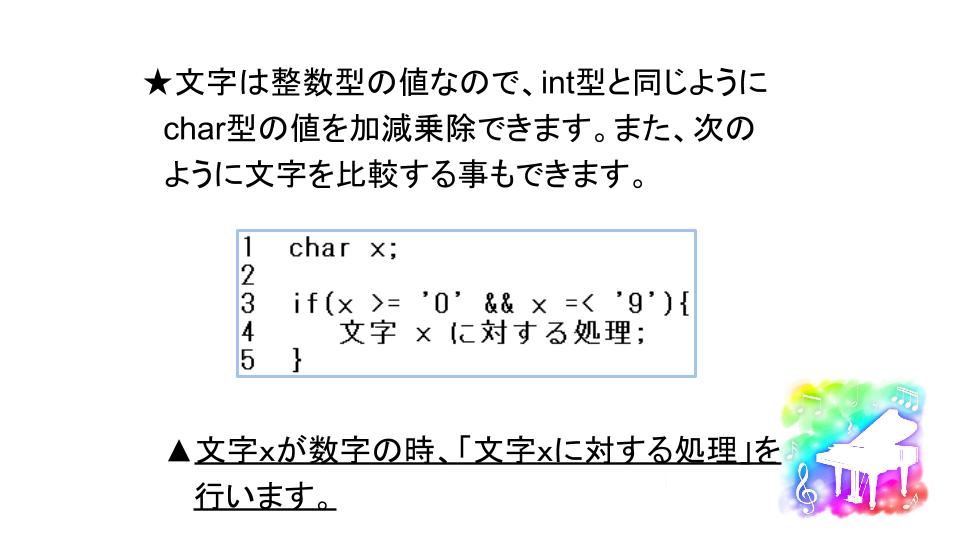 ★文字は整数型の値なので、int型と同じように
char型の値を加減乗除できます。また、次の
ように文字を比較する事もできます。
1 char x;
2
3 if(x >= '0' && x =< '9'){
4 文字 x に対する処理;
5 }
▲文字xが数字の時、「文字xに対する処理」を
行います。